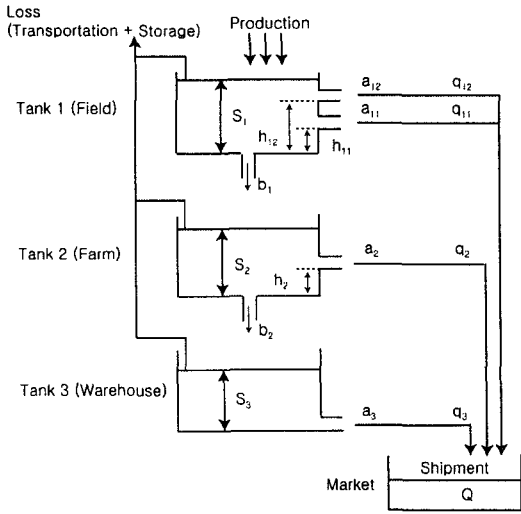 Loss
(Transportation + Storage)
Production
Tank 1 (Field)
S1
h12
h11
a12
q12
a11
q11
b1
Tank 2 (Farm)
S2
h2
a2
q2
b2
Tank 3 (Warehouse)
S3
a3
q3
Market
Shipment
Q